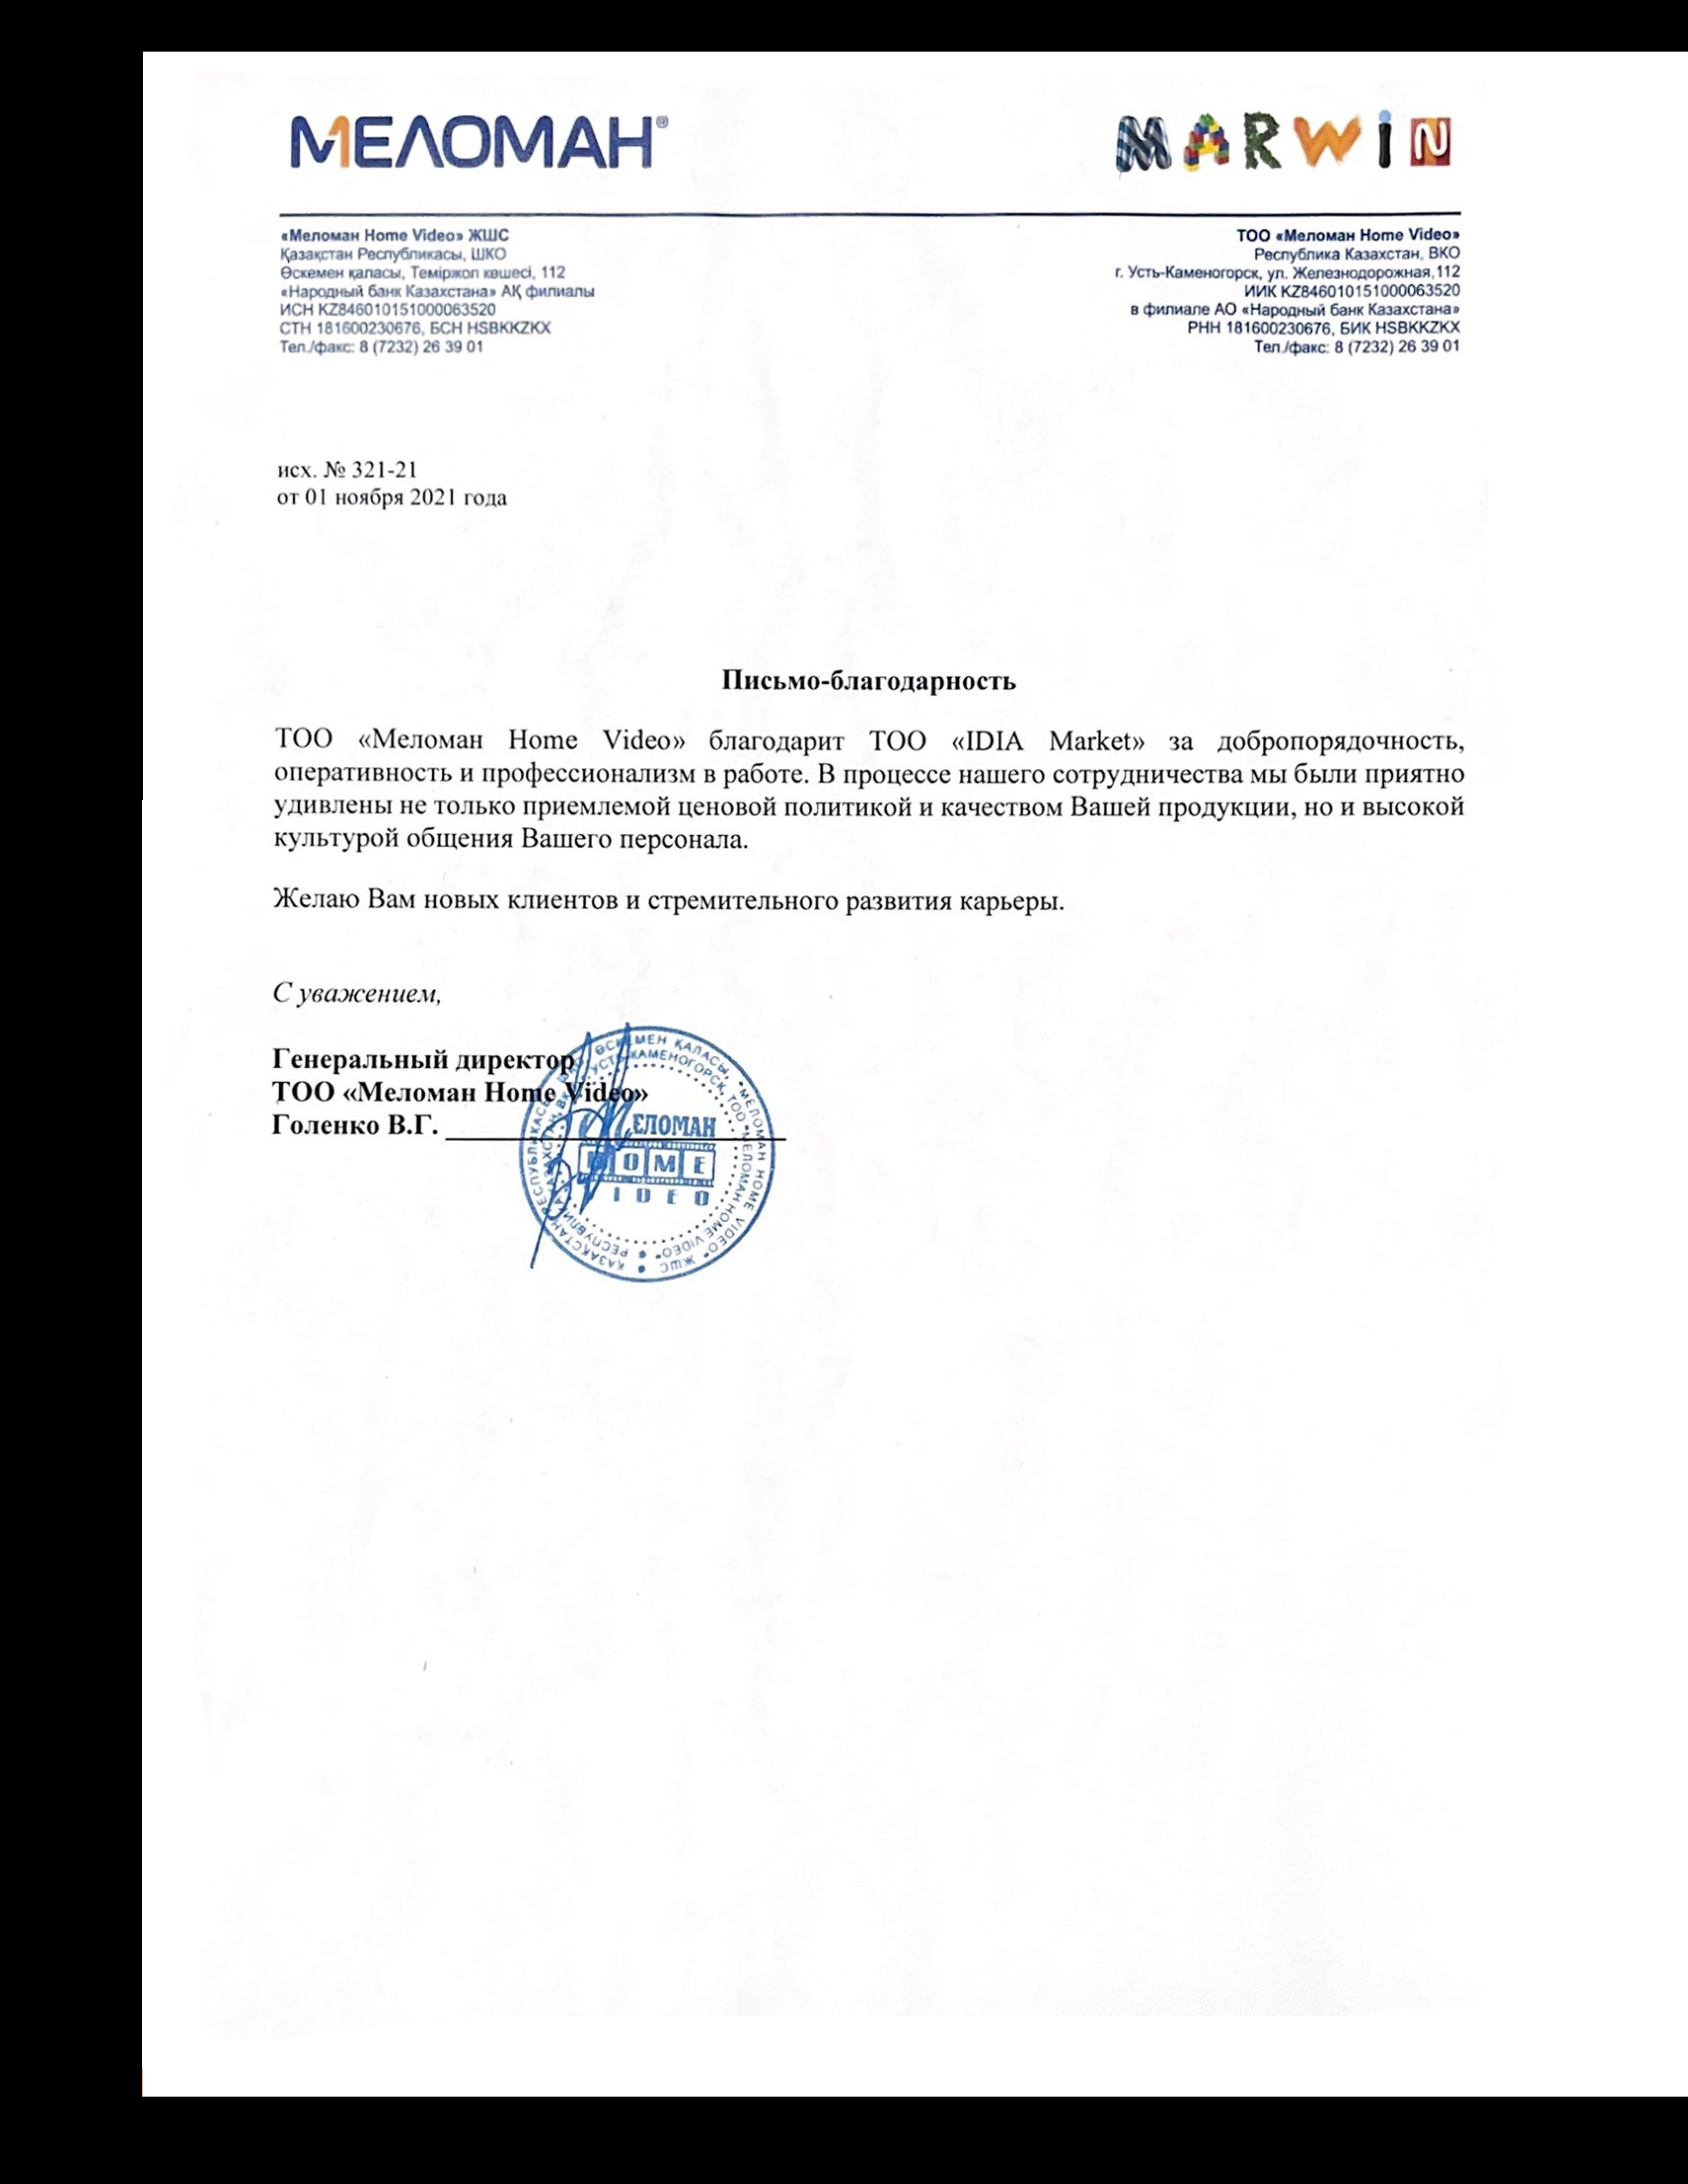 МЕЛОМАН®
MARWIN
«Меломан Home Video» ЖШС
Қазақстан Республикасы, ШКО
Өскемен қаласы, Теміржол көшесі, 112
«Народный банк Казахстана» АҚ филиалы
ИСН KZ846010151000063520
СТН 181600230676, БСН HSBKKZKX
Тел./факс: 8 (7232) 26 39 01
ТОО «Меломан Home Video»
Республика Казахстан, ВКО
г. Усть-Каменогорск, ул. Железнодорожная,112
ИИК KZ846010151000063520
в филиале АО «Народный банк Казахстана»
РНН 181600230676, БИК HSBKKZKX
Тел./факс: 8 (7232) 26 39 01
исх. № 321-21
от 01 ноября 2021 года
Письмо-благодарность
ТОО «Меломан Home Video» благодарит ТОО «IDIA Market» за добропорядочность,
оперативность и профессионализм в работе. В процессе нашего сотрудничества мы были приятно
удивлены не только приемлемой ценовой политикой и качеством Вашей продукции, но и высокой
культурой общения Вашего персонала.
Желаю Вам новых клиентов и стремительного развития карьеры.
С уважением,
Генеральный директор
ТОО «Меломан Home Video»
Голенко В.Г.
ҚАЗАҚСТАН РЕСПУБЛИКАСЫ, ШҚО, ӨСКЕМЕН ҚАЛАСЫ, «МЕЛОМАН HOME VIDEO» ЖШС
РЕСПУБЛИКА КАЗАХСТАН, ВКО, Г. УСТЬ-КАМЕНОГОРСК, ТОО «МЕЛОМАН HOME VIDEO»
МЕЛОМАН
HOME
IDEO